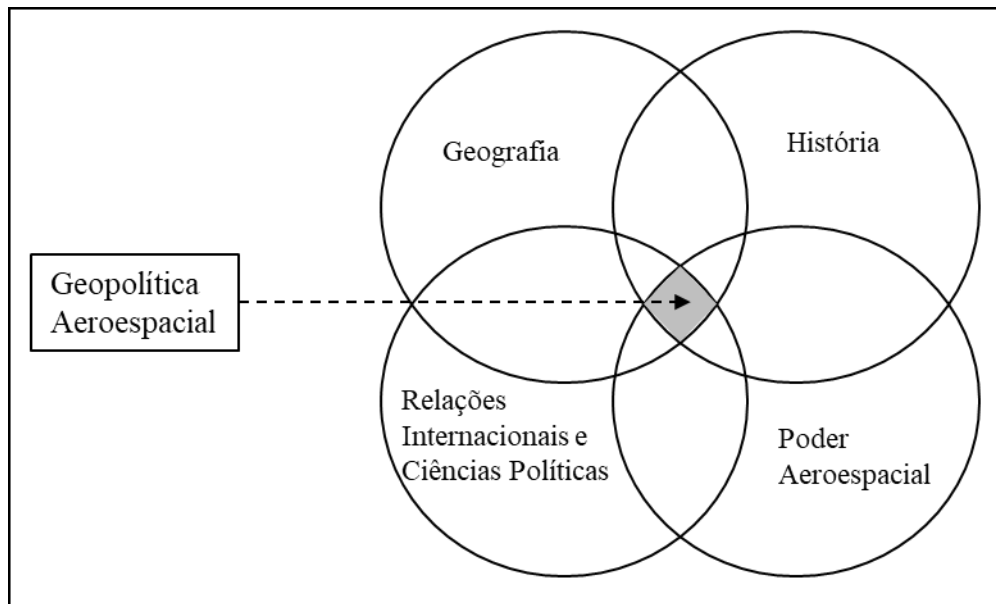 Geografia
História
Geopolítica
Aeroespacial
Relações
Internacionais e
Ciências Políticas
Poder
Aeroespacial